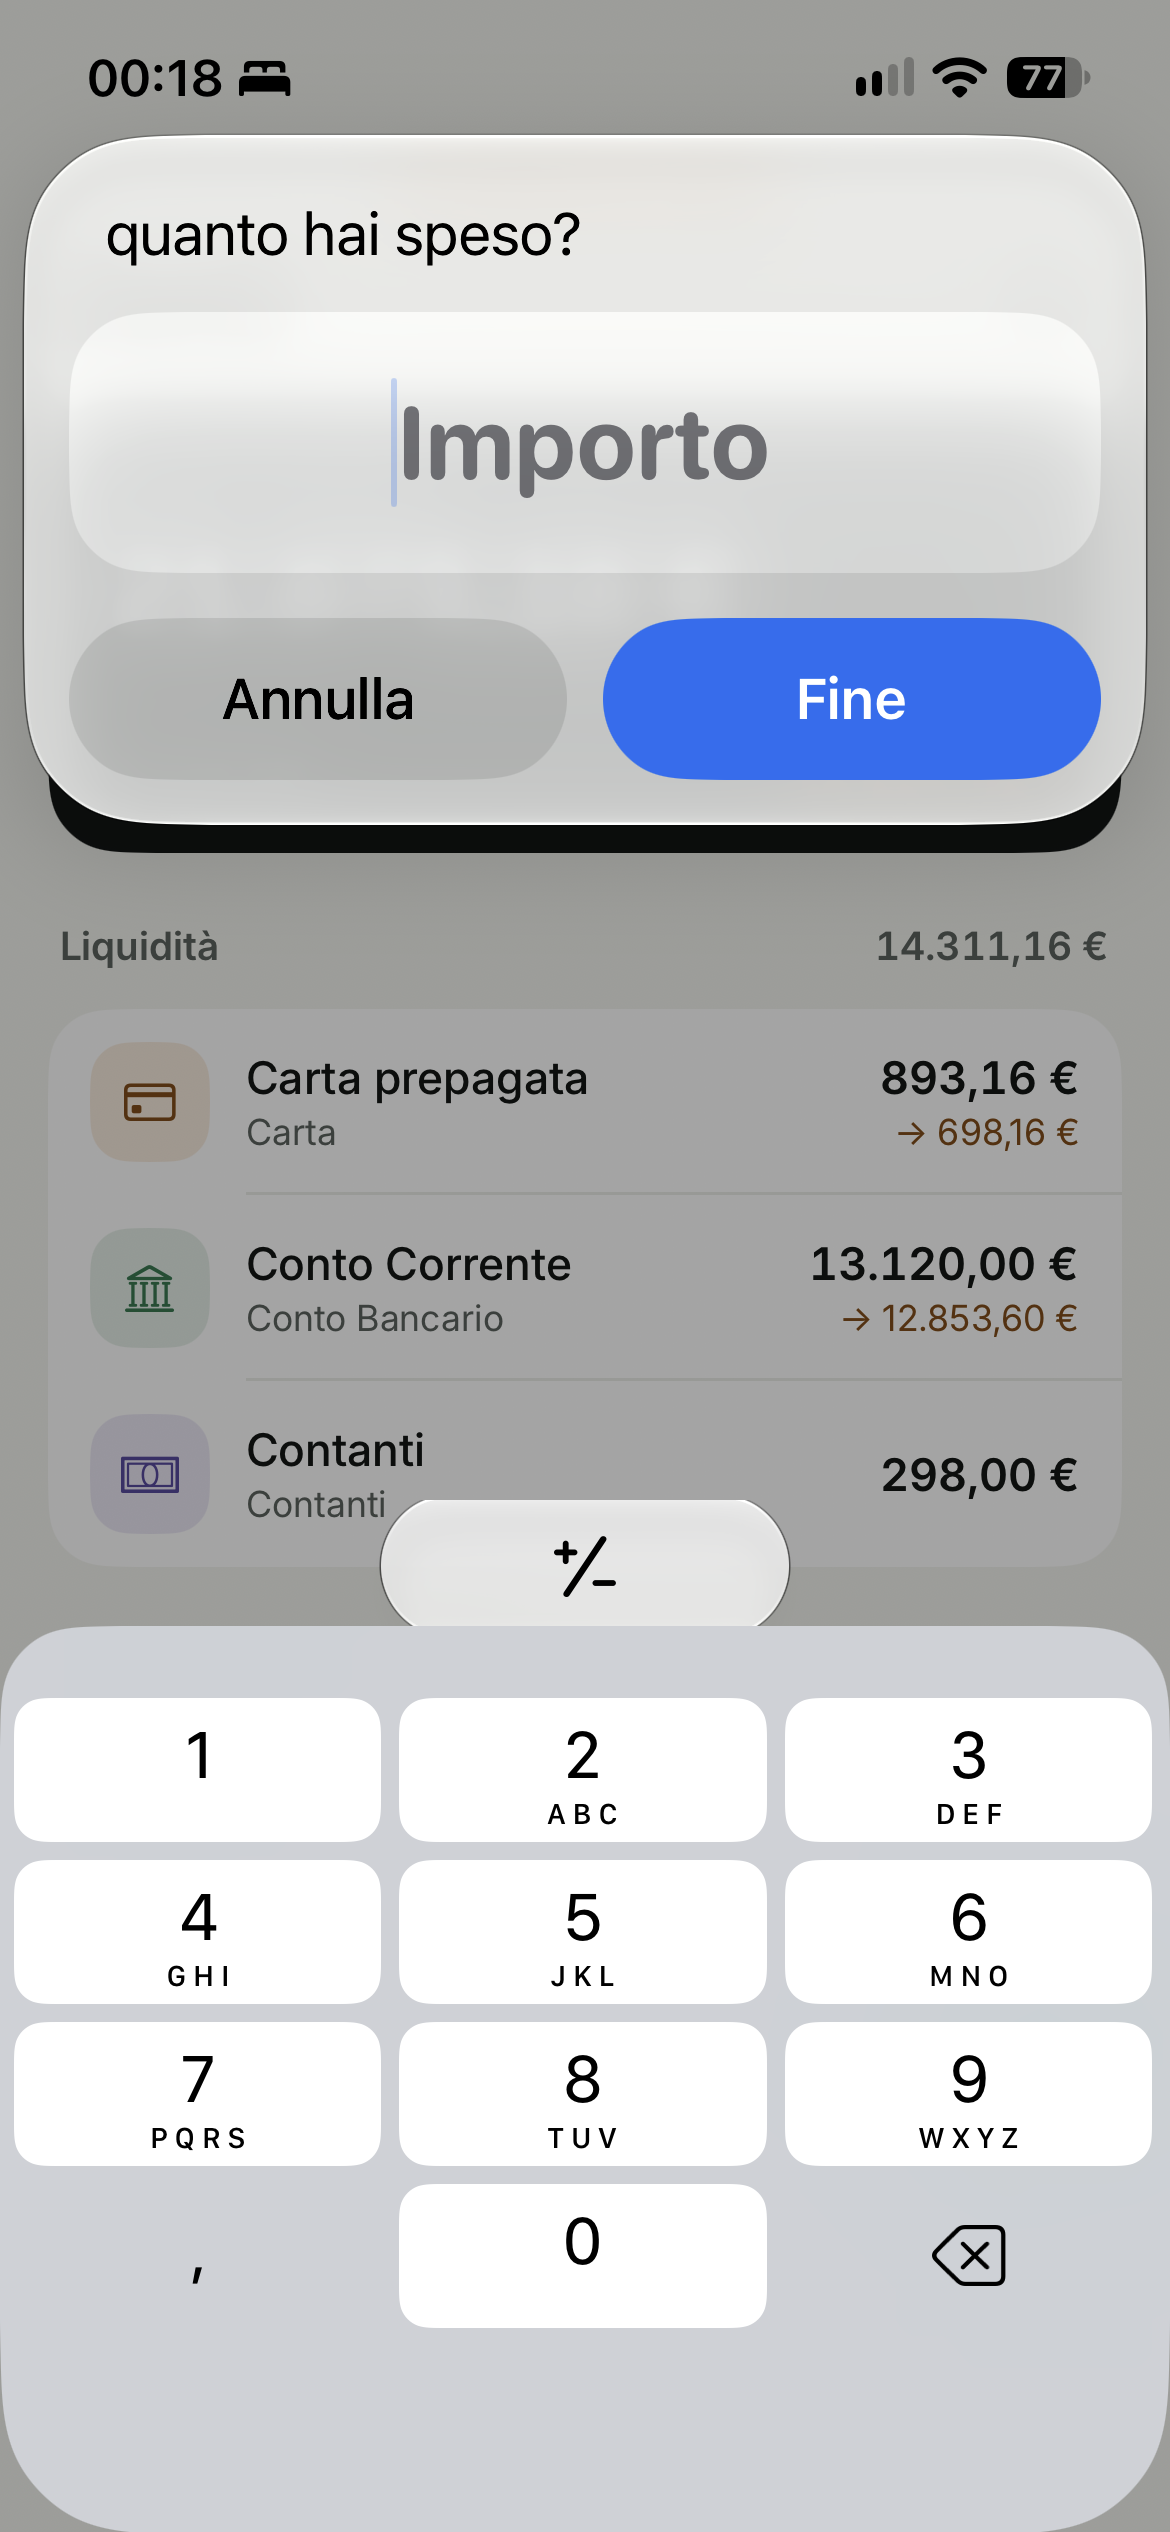 00:18
77
quanto hai speso?
Importo
Annulla
Fine
Liquidità
14.311,16 €
Carta prepagata
893,16 €
Carta
→ 698,16 €
Conto Corrente
13.120,00 €
Conto Bancario
→ 12.853,60 €
Contanti
298,00 €
Contanti
+/-
1
2
3
ABC
DEF
4
5
6
GHI
JKL
MNO
7
8
9
PQRS
TUV
WXYZ
,
0